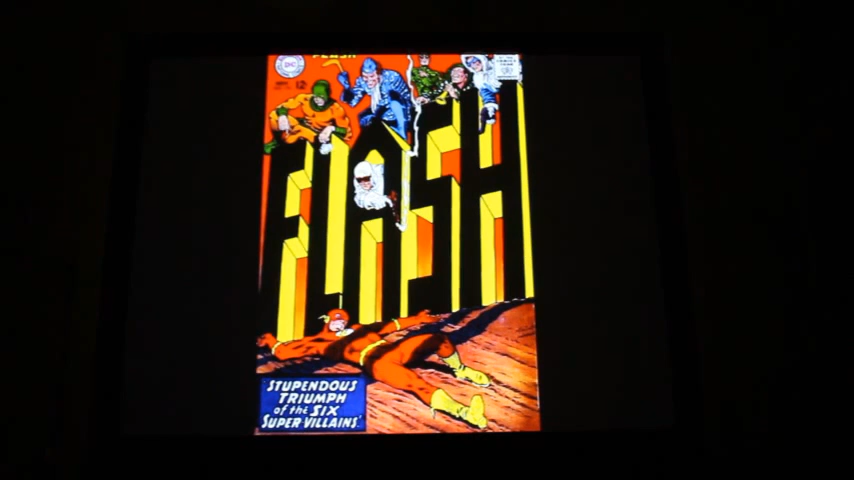 FLASH
DC
12¢
FLASH
STUPENDOUS
TRIUMPH
of the SIX
SUPER-VILLAINS!